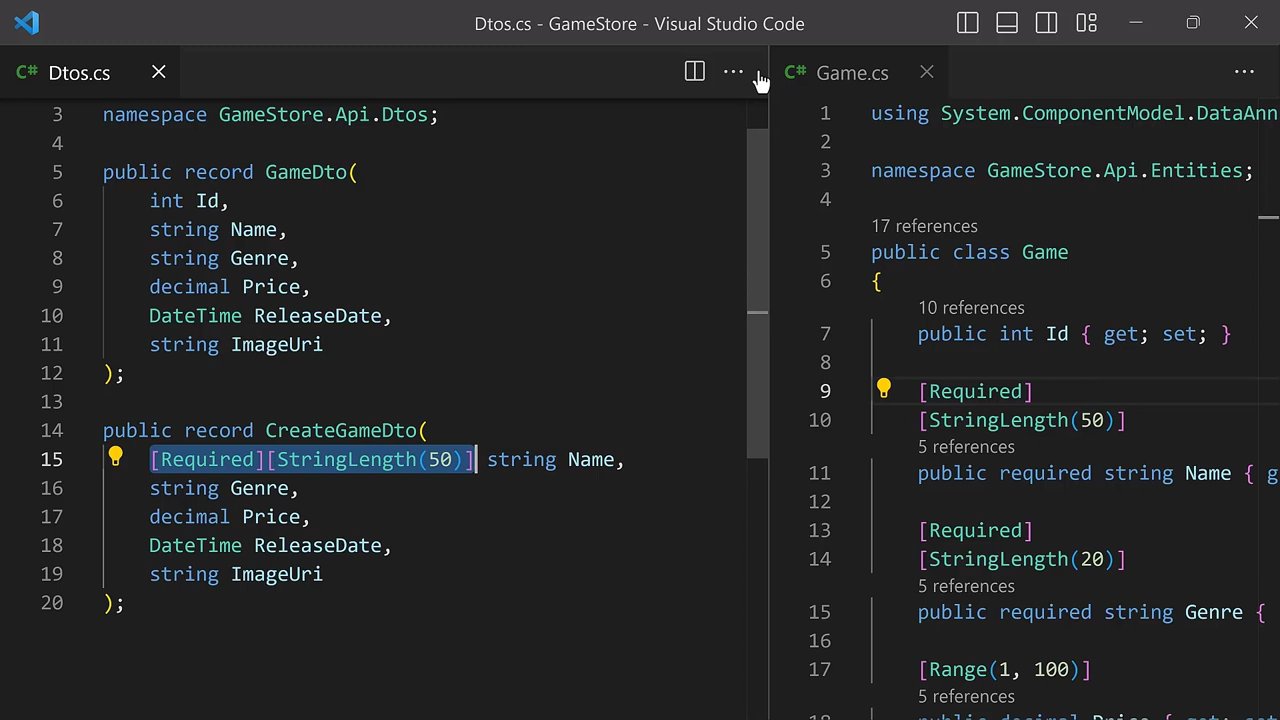 Dtos.cs - GameStore - Visual Studio Code
C# Dtos.cs
3 namespace GameStore.Api.Dtos;
4
5 public record GameDto(
6 int Id,
7 string Name,
8 string Genre,
9 decimal Price,
10 DateTime ReleaseDate,
11 string ImageUri
12 );
13
14 public record CreateGameDto(
15 [Required][StringLength(50)] string Name,
16 string Genre,
17 decimal Price,
18 DateTime ReleaseDate,
19 string ImageUri
20 );
C# Game.cs
1 using System.ComponentModel.DataAnn
2
3 namespace GameStore.Api.Entities;
4
17 references
5 public class Game
6 {
10 references
7 public int Id { get; set; }
8
9 [Required]
10 [StringLength(50)]
5 references
11 public required string Name { g
12
13 [Required]
14 [StringLength(20)]
5 references
15 public required string Genre {
16
17 [Range(1, 100)]
5 references